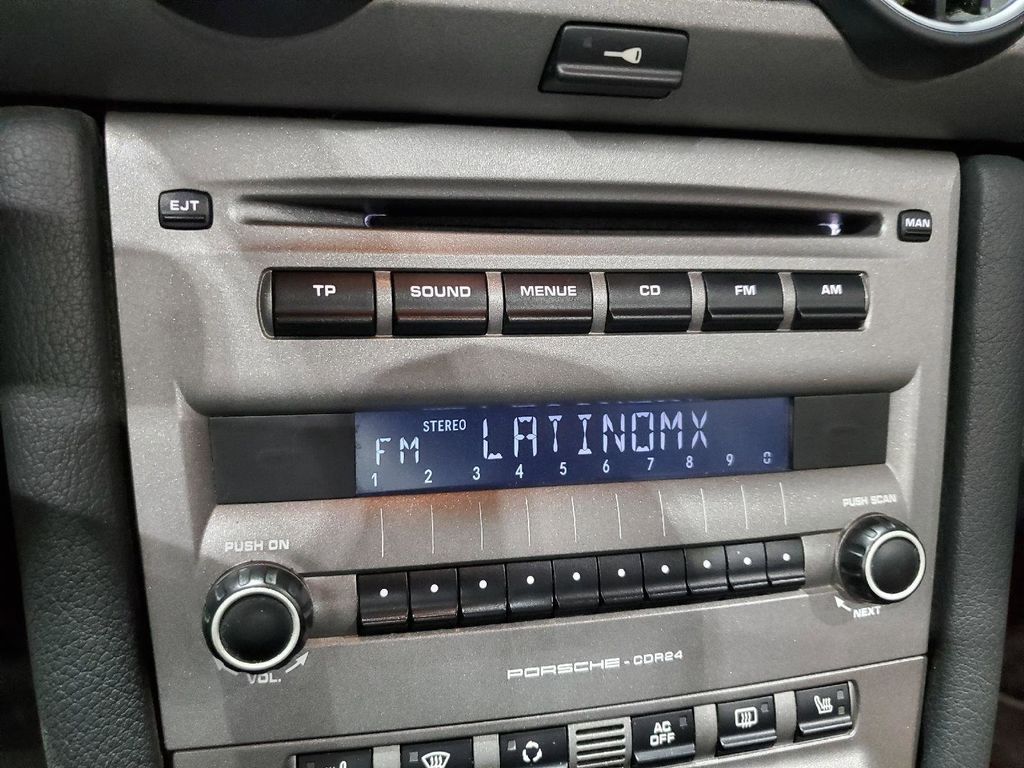 EJT
MAN
TP SOUND MENUE CD FM AM
FM STEREO LATINOMX
1 2 3 4 5 6 7 8 9 0
PUSH ON
PUSH SCAN
VOL.
NEXT
PORSCHE - CDR24
AC
OFF